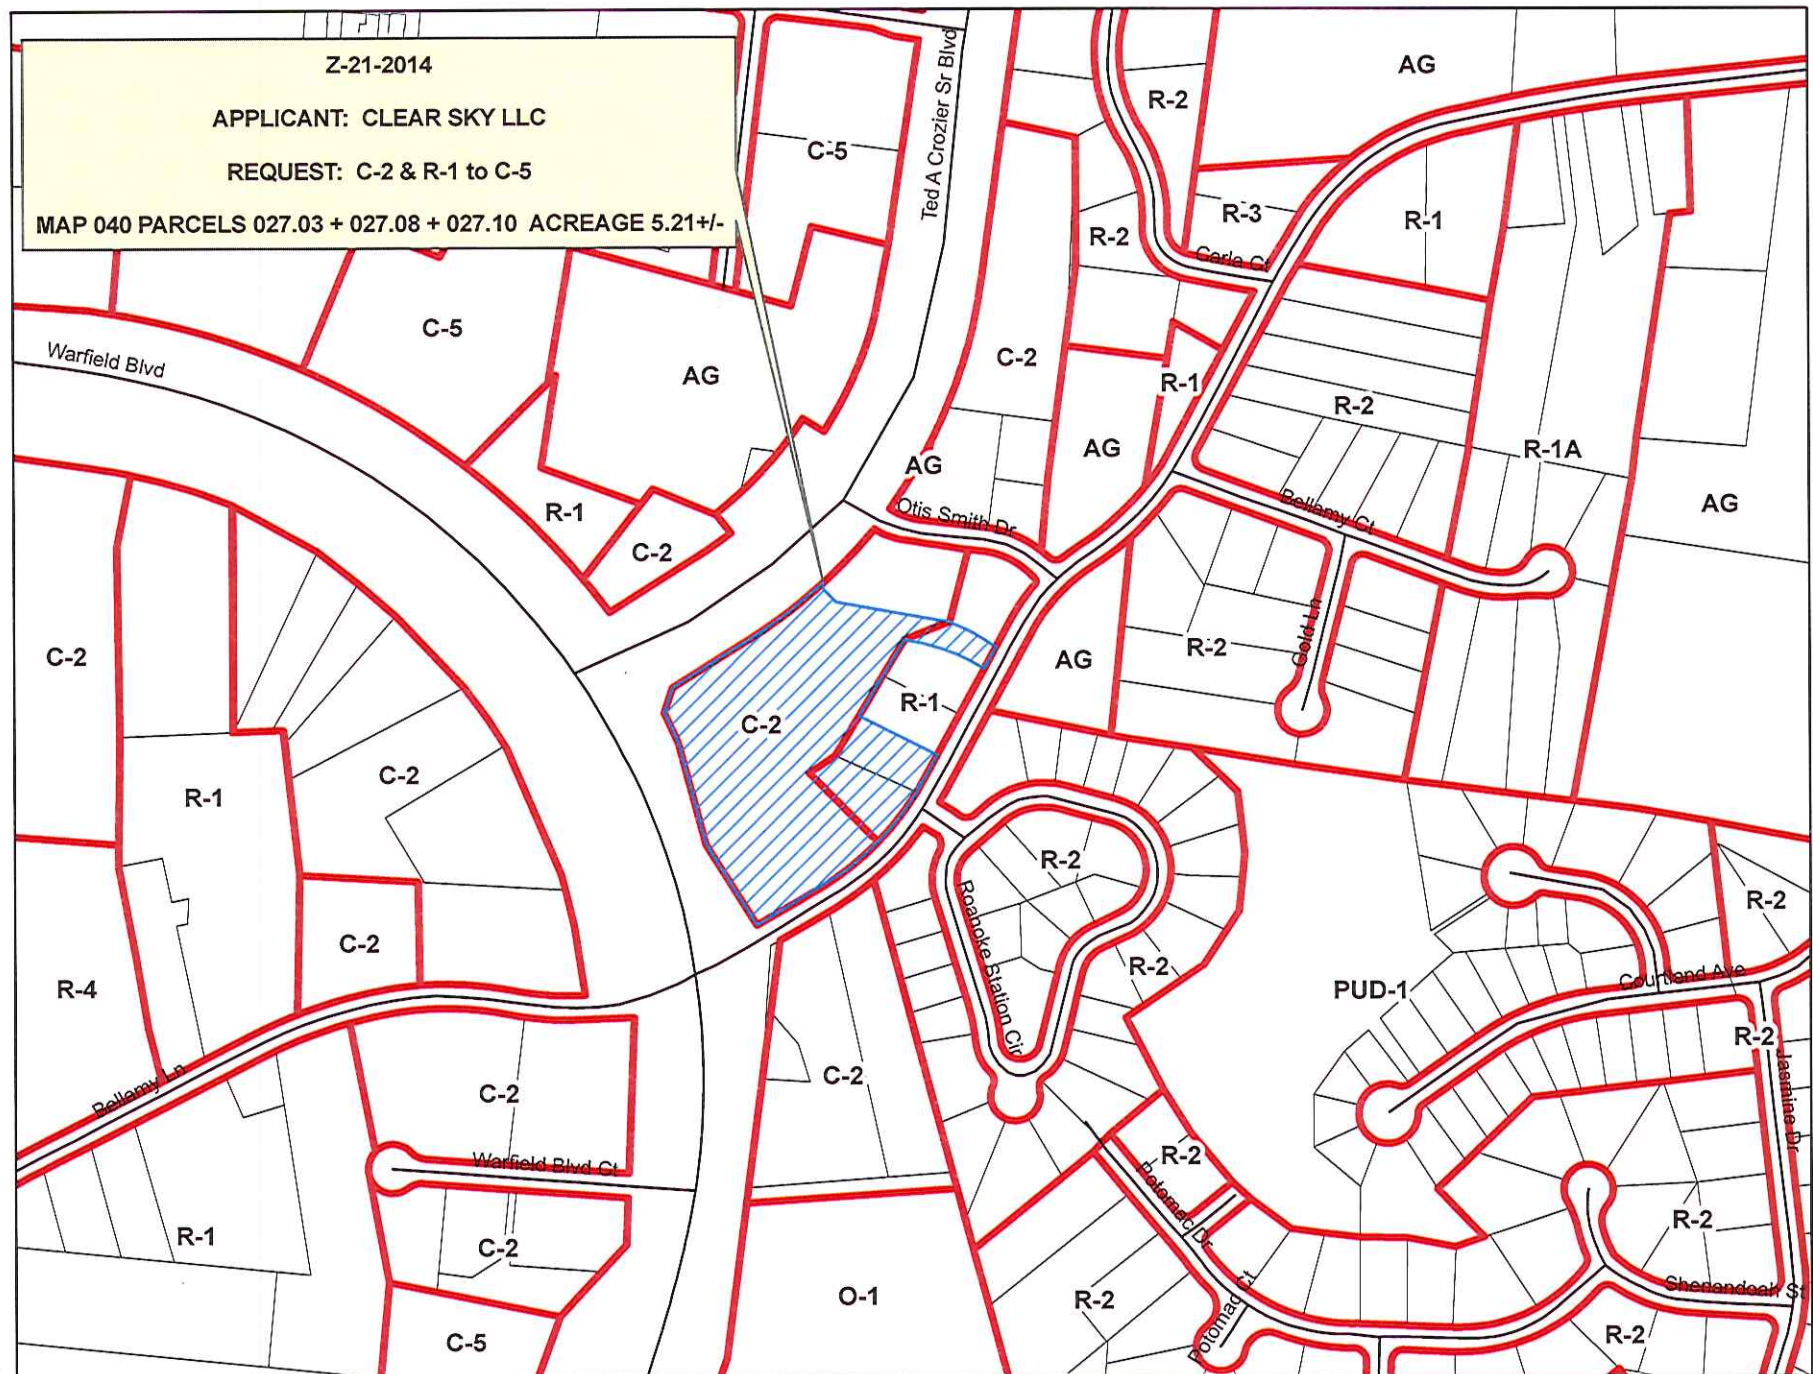 Z-21-2014
APPLICANT: CLEAR SKY LLC
REQUEST: C-2 & R-1 to C-5
MAP 040 PARCELS 027.03 + 027.08 + 027.10 ACREAGE 5.21+/-
Ted A Crozier Sr Blvd
AG
R-2
C-5
R-3
R-1
R-2
Carla Ct
C-5
Warfield Blvd
AG
C-2
R-1
R-2
AG
R-1A
AG
AG
R-1
Otis Smith Dr
Bellamy Ct
C-2
Gold Ln
R-2
C-2
AG
R-1
C-2
C-2
R-1
R-2
Roanoke Station Cir
R-2
C-2
R-2
R-4
PUD-1
Courtland Ave
R-2
Jasmine Dr
C-2
C-2
Bellamy Ln
Warfield Blvd Ct
R-2
Potomac Dr
R-1
C-2
R-2
O-1
R-2
Potomac Ct
Shenandoah St
C-5
R-2